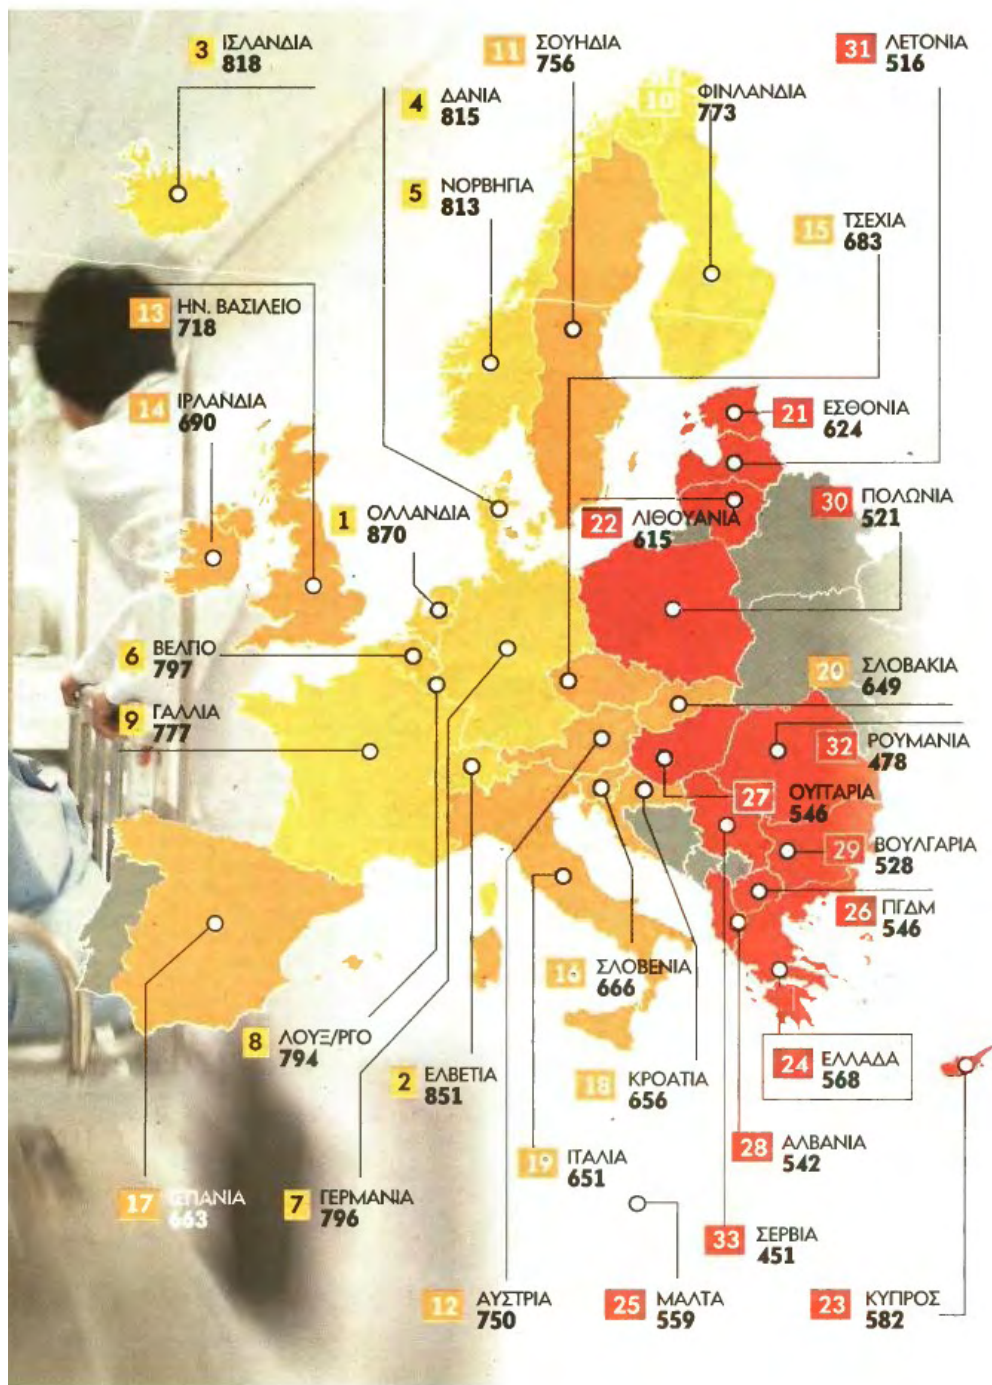 3 ΙΣΛΑΝΔΙΑ
818
11 ΣΟΥΗΔΙΑ
756
31 ΛΕΤΟΝΙΑ
516
4 ΔΑΝΙΑ
815
10 ΦΙΝΛΑΝΔΙΑ
773
5 ΝΟΡΒΗΓΙΑ
813
15 ΤΣΕΧΙΑ
683
13 ΗΝ. ΒΑΣΙΛΕΙΟ
718
14 ΙΡΛΑΝΔΙΑ
690
21 ΕΣΘΟΝΙΑ
624
1 ΟΛΛΑΝΔΙΑ
870
22 ΛΙΘΟΥΑΝΙΑ
615
30 ΠΟΛΩΝΙΑ
521
6 ΒΕΛΓΙΟ
797
20 ΣΛΟΒΑΚΙΑ
649
9 ΓΑΛΛΙΑ
777
32 ΡΟΥΜΑΝΙΑ
478
27 ΟΥΓΓΑΡΙΑ
546
29 ΒΟΥΛΓΑΡΙΑ
528
26 ΠΓΔΜ
546
16 ΣΛΟΒΕΝΙΑ
666
8 ΛΟΥΞ/ΡΓΟ
794
2 ΕΛΒΕΤΙΑ
851
18 ΚΡΟΑΤΙΑ
656
24 ΕΛΛΑΔΑ
568
19 ΙΤΑΛΙΑ
651
28 ΑΛΒΑΝΙΑ
542
17 ΙΣΠΑΝΙΑ
663
7 ΓΕΡΜΑΝΙΑ
796
33 ΣΕΡΒΙΑ
451
12 ΑΥΣΤΡΙΑ
750
25 ΜΑΛΤΑ
559
23 ΚΥΠΡΟΣ
582